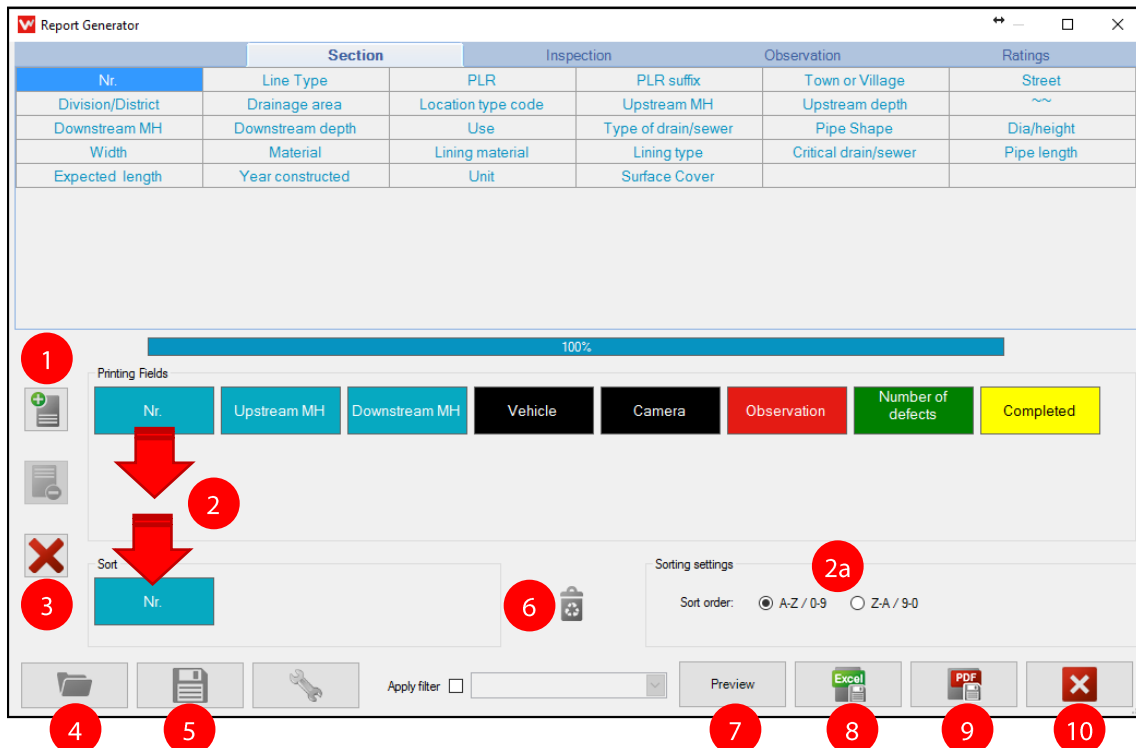 Report Generator
Section Inspection Observation Ratings
Nr. Line Type PLR PLR suffix Town or Village Street
Division/District Drainage area Location type code Upstream MH Upstream depth ~~
Downstream MH Downstream depth Use Type of drain/sewer Pipe Shape Dia/height
Width Material Lining material Lining type Critical drain/sewer Pipe length
Expected length Year constructed Unit Surface Cover
100%
1
Printing Fields
Nr. Upstream MH Downstream MH Vehicle Camera Observation Number of defects Completed
2
Sort
Sorting settings
2a
Nr.
3
6
Sort order: A-Z / 0-9 Z-A / 9-0
Apply filter
Preview
Excel
PDF
4 5 7 8 9 10